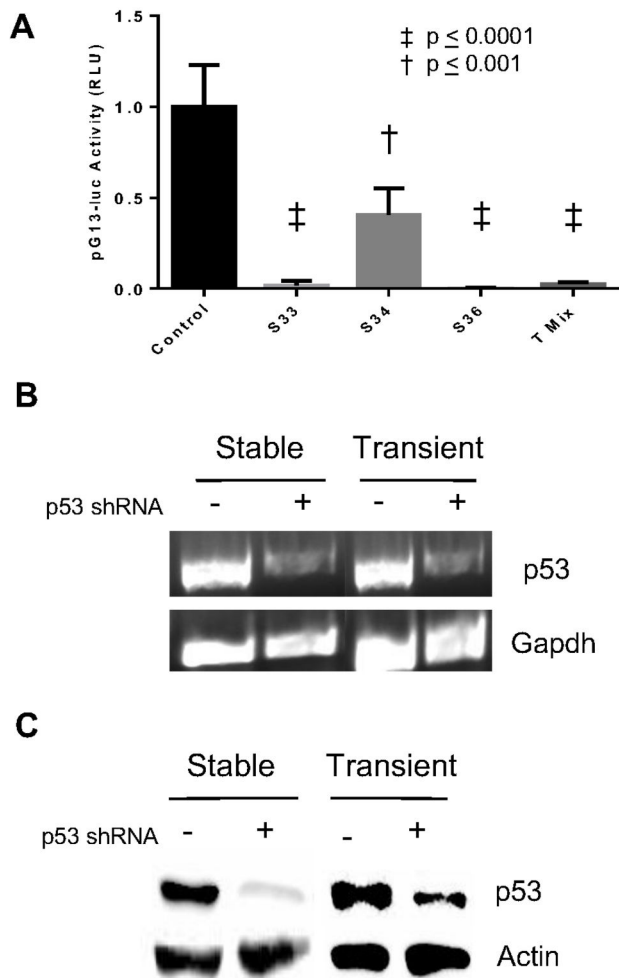 A
‡ p ≤ 0.0001
† p ≤ 0.001
pG13-luc Activity (RLU)
1.5
1.0
0.5
0.0
‡ † ‡ ‡
Control S33 S34 S36 T Mix
B
Stable Transient
p53 shRNA - + - +
p53
Gapdh
C
Stable Transient
p53 shRNA - + - +
p53
Actin